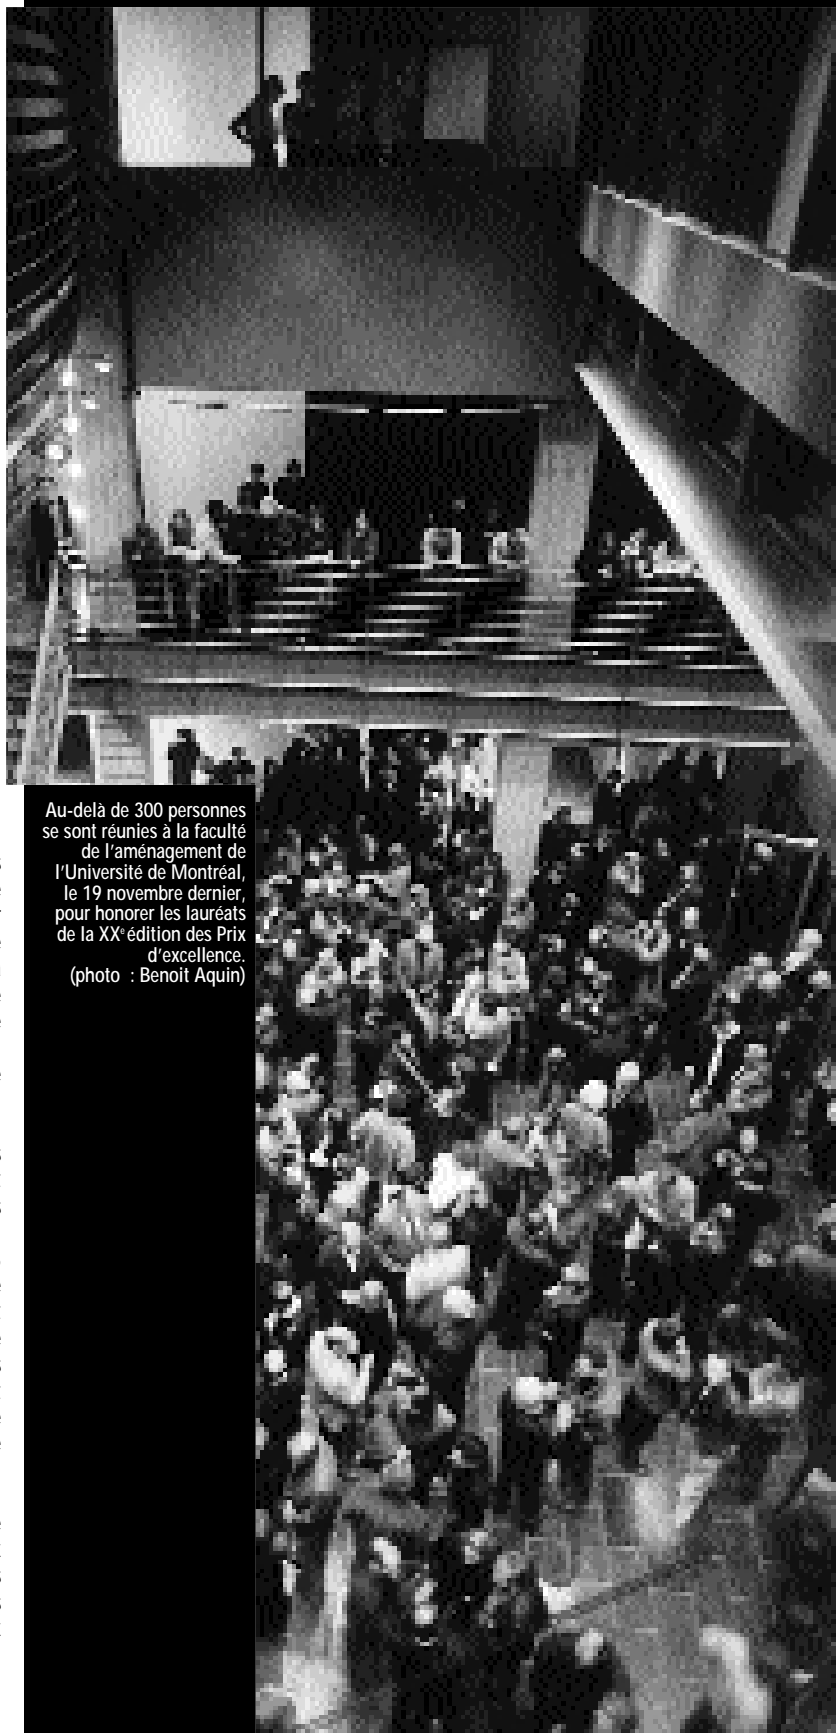 Au-delà de 300 personnes
se sont réunies à la faculté
de l'aménagement de
l'Université de Montréal,
le 19 novembre dernier,
pour honorer les lauréats
de la XXᵉ édition des Prix
d'excellence.
(photo : Benoit Aquin)